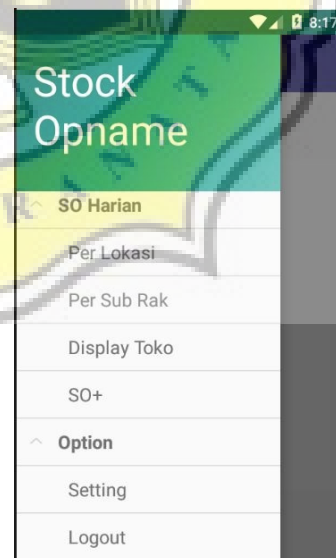 8:17
Stock
Opname
SO Harian
Per Lokasi
Per Sub Rak
Display Toko
SO+
Option
Setting
Logout